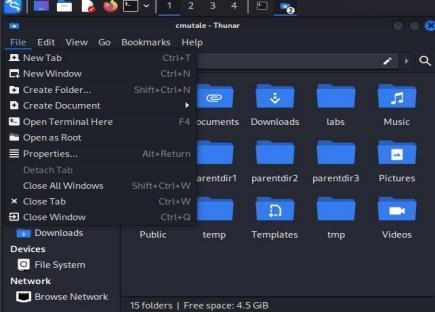 1 2 3 4 2
cmutale - Thunar
File Edit View Go Bookmarks Help
New Tab Ctrl+T
New Window Ctrl+N
Create Folder... Shift+Ctrl+N
Create Document
Open Terminal Here F4
Open as Root
Properties... Alt+Return
Detach Tab
Close All Windows Shift+Ctrl+W
Close Tab Ctrl+W
Close Window Ctrl+Q
Downloads
Devices
File System
Network
Browse Network
ocuments Downloads labs Music
parentdir1 parentdir2 parentdir3 Pictures
Public temp Templates tmp Videos
15 folders | Free space: 4.5 GiB